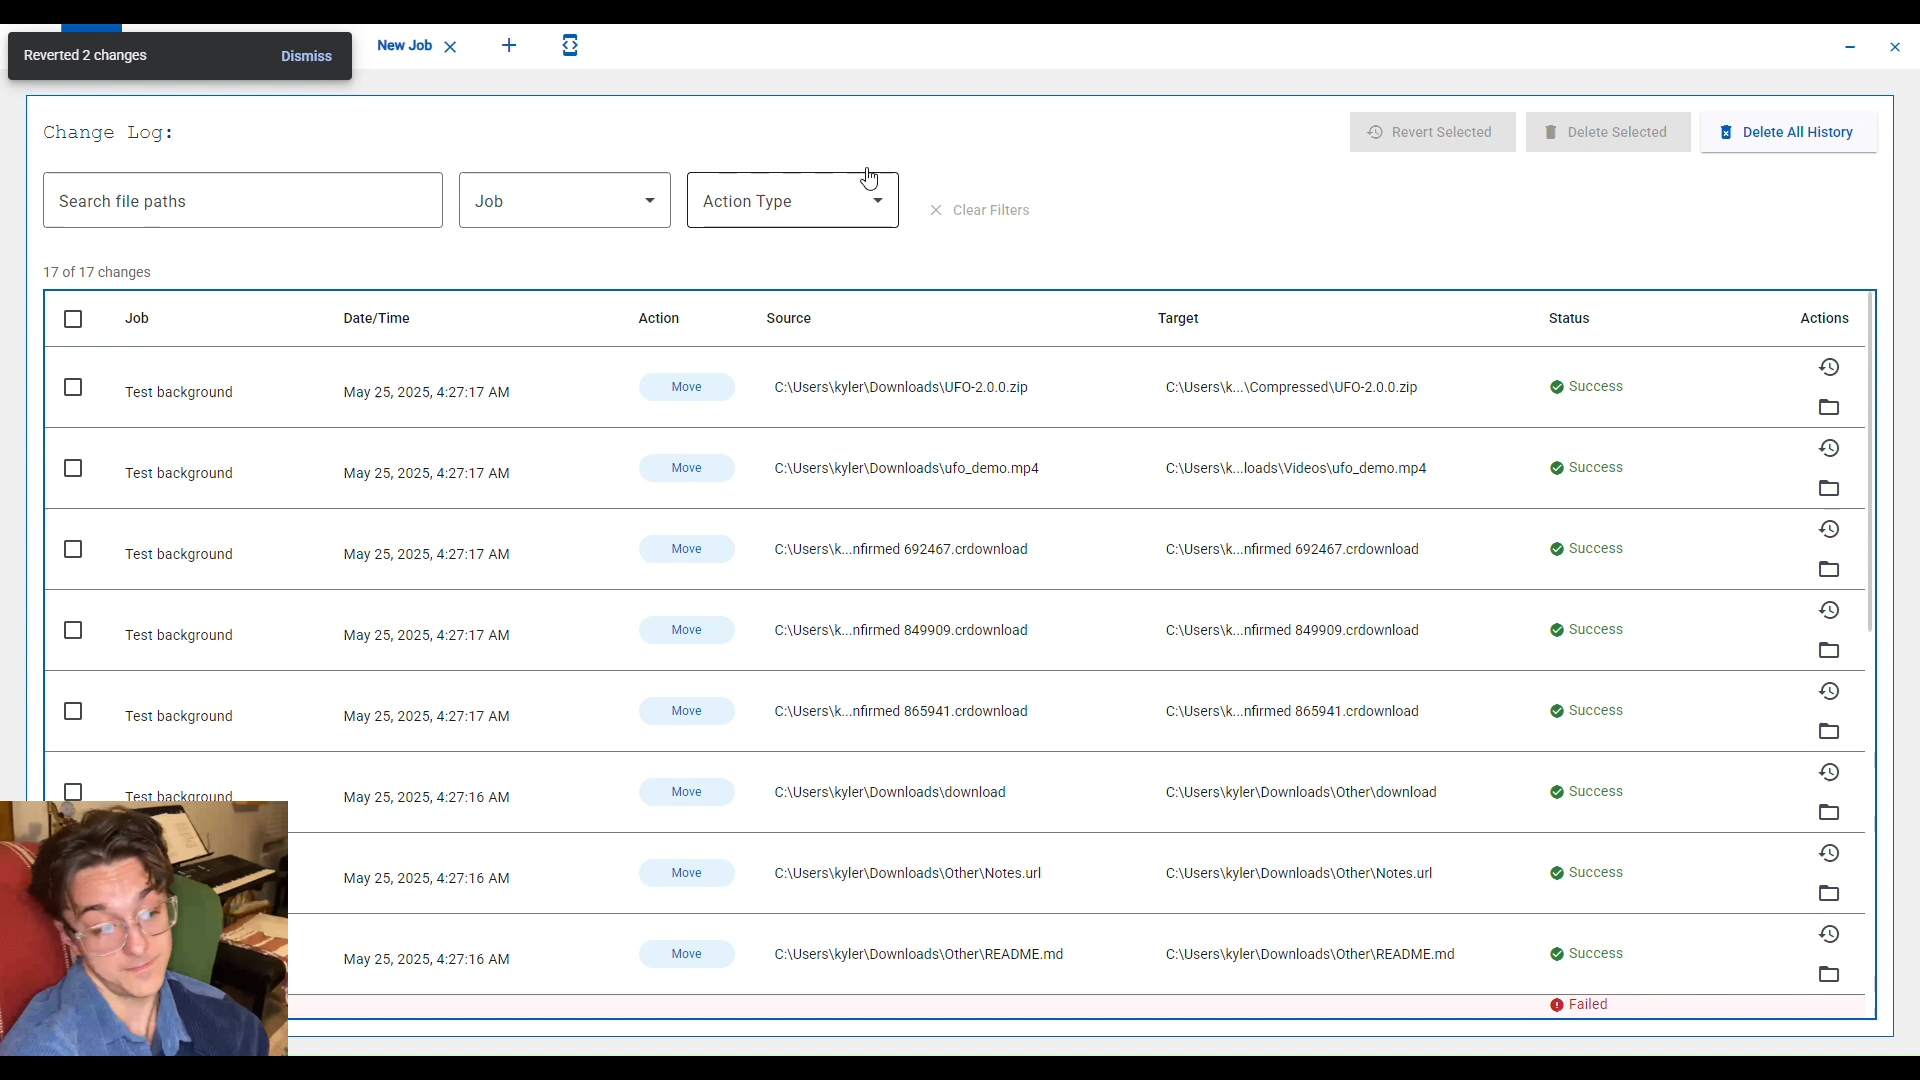 Reverted 2 changes Dismiss
New Job
Change Log:
Revert Selected Delete Selected Delete All History
Search file paths Job Action Type Clear Filters
17 of 17 changes
Job Date/Time Action Source Target Status Actions
Test background May 25, 2025, 4:27:17 AM Move C:\Users\kyler\Downloads\UFO-2.0.0.zip C:\Users\k...\Compressed\UFO-2.0.0.zip Success
Test background May 25, 2025, 4:27:17 AM Move C:\Users\kyler\Downloads\ufo_demo.mp4 C:\Users\k...loads\Videos\ufo_demo.mp4 Success
Test background May 25, 2025, 4:27:17 AM Move C:\Users\k...nfirmed 692467.crdownload C:\Users\k...nfirmed 692467.crdownload Success
Test background May 25, 2025, 4:27:17 AM Move C:\Users\k...nfirmed 849909.crdownload C:\Users\k...nfirmed 849909.crdownload Success
Test background May 25, 2025, 4:27:17 AM Move C:\Users\k...nfirmed 865941.crdownload C:\Users\k...nfirmed 865941.crdownload Success
Test background May 25, 2025, 4:27:16 AM Move C:\Users\kyler\Downloads\download C:\Users\kyler\Downloads\Other\download Success
May 25, 2025, 4:27:16 AM Move C:\Users\kyler\Downloads\Other\Notes.url C:\Users\kyler\Downloads\Other\Notes.url Success
May 25, 2025, 4:27:16 AM Move C:\Users\kyler\Downloads\Other\README.md C:\Users\kyler\Downloads\Other\README.md Success
Failed